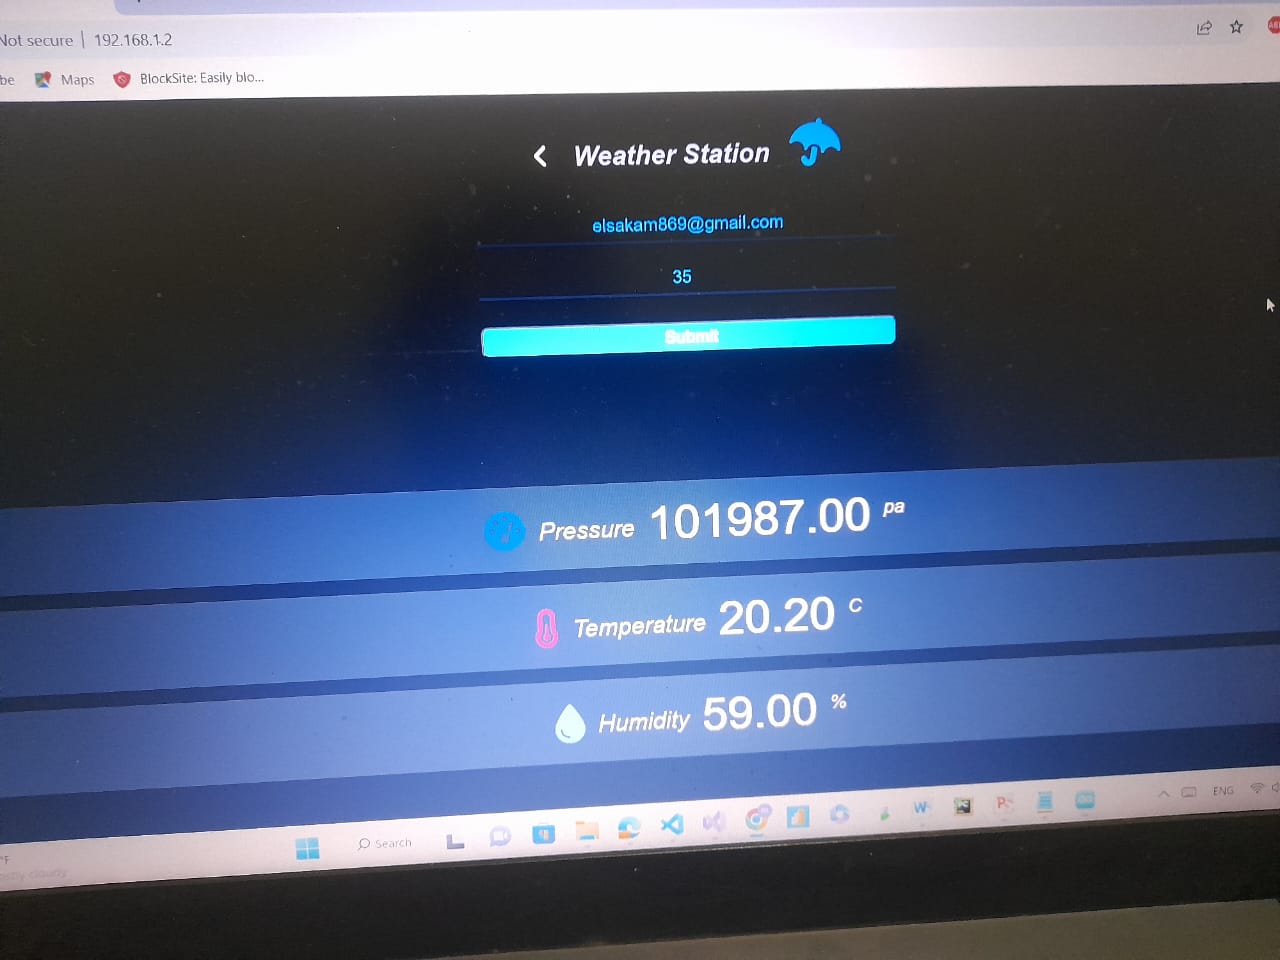 Not secure | 192.168.1.2
be Maps BlockSite: Easily blo...
Weather Station
elsakam869@gmail.com
35
Submit
Pressure 101987.00 pa
Temperature 20.20 C
Humidity 59.00 %
Search
ENG
°F
cloudy